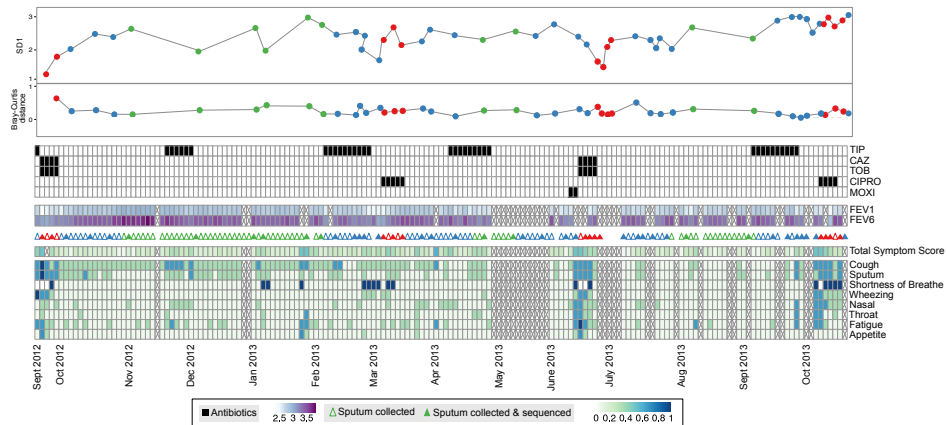 SD1
3
2
1
Bray-Curtis
distance
1
0
TIP
CAZ
TOB
CIPRO
MOXI
FEV1
FEV6
Total Symptom Score
Cough
Sputum
Shortness of Breathe
Wheezing
Nasal
Throat
Fatigue
Appetite
Sept 2012
Oct 2012
Nov 2012
Dec 2012
Jan 2013
Feb 2013
Mar 2013
Apr 2013
May 2013
June 2013
July 2013
Aug 2013
Sept 2013
Oct 2013
Antibiotics
2,5 3 3,5
Sputum collected
Sputum collected & sequenced
0 0,2 0,4 0,6 0,8 1